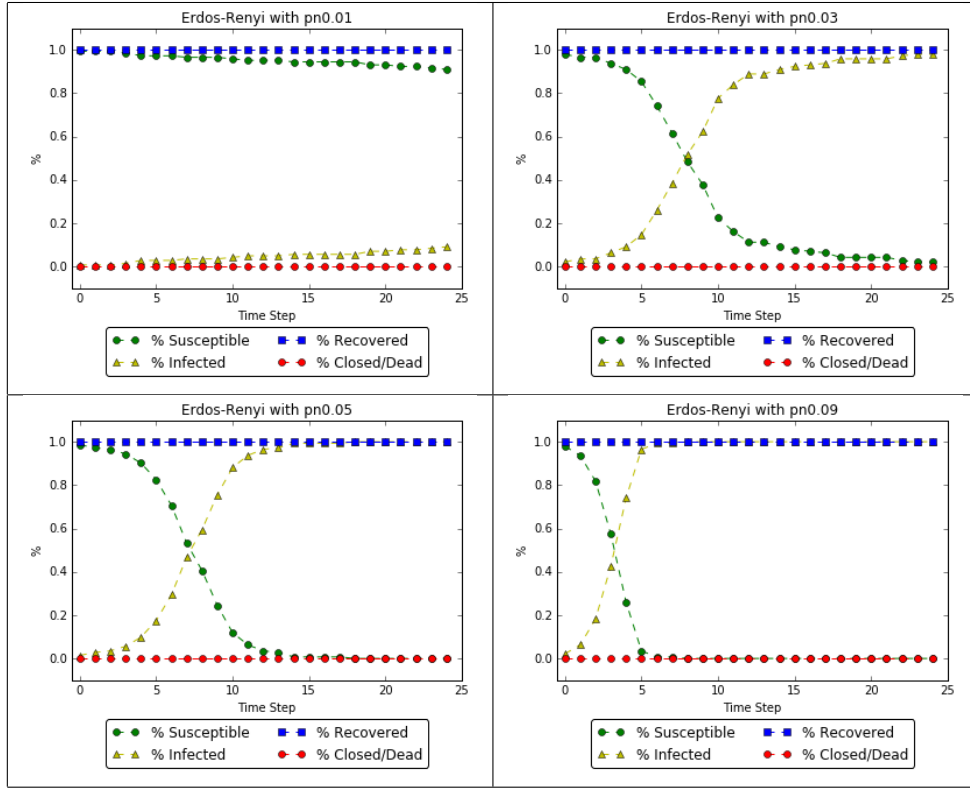 Erdos-Renyi with pn0.01
1.0
0.8
0.6
0.4
0.2
0.0
%
0 5 10 15 20 25
Time Step
% Susceptible % Recovered
% Infected % Closed/Dead
Erdos-Renyi with pn0.03
1.0
0.8
0.6
0.4
0.2
0.0
%
0 5 10 15 20 25
Time Step
% Susceptible % Recovered
% Infected % Closed/Dead
Erdos-Renyi with pn0.05
1.0
0.8
0.6
0.4
0.2
0.0
%
0 5 10 15 20 25
Time Step
% Susceptible % Recovered
% Infected % Closed/Dead
Erdos-Renyi with pn0.09
1.0
0.8
0.6
0.4
0.2
0.0
%
0 5 10 15 20 25
Time Step
% Susceptible % Recovered
% Infected % Closed/Dead